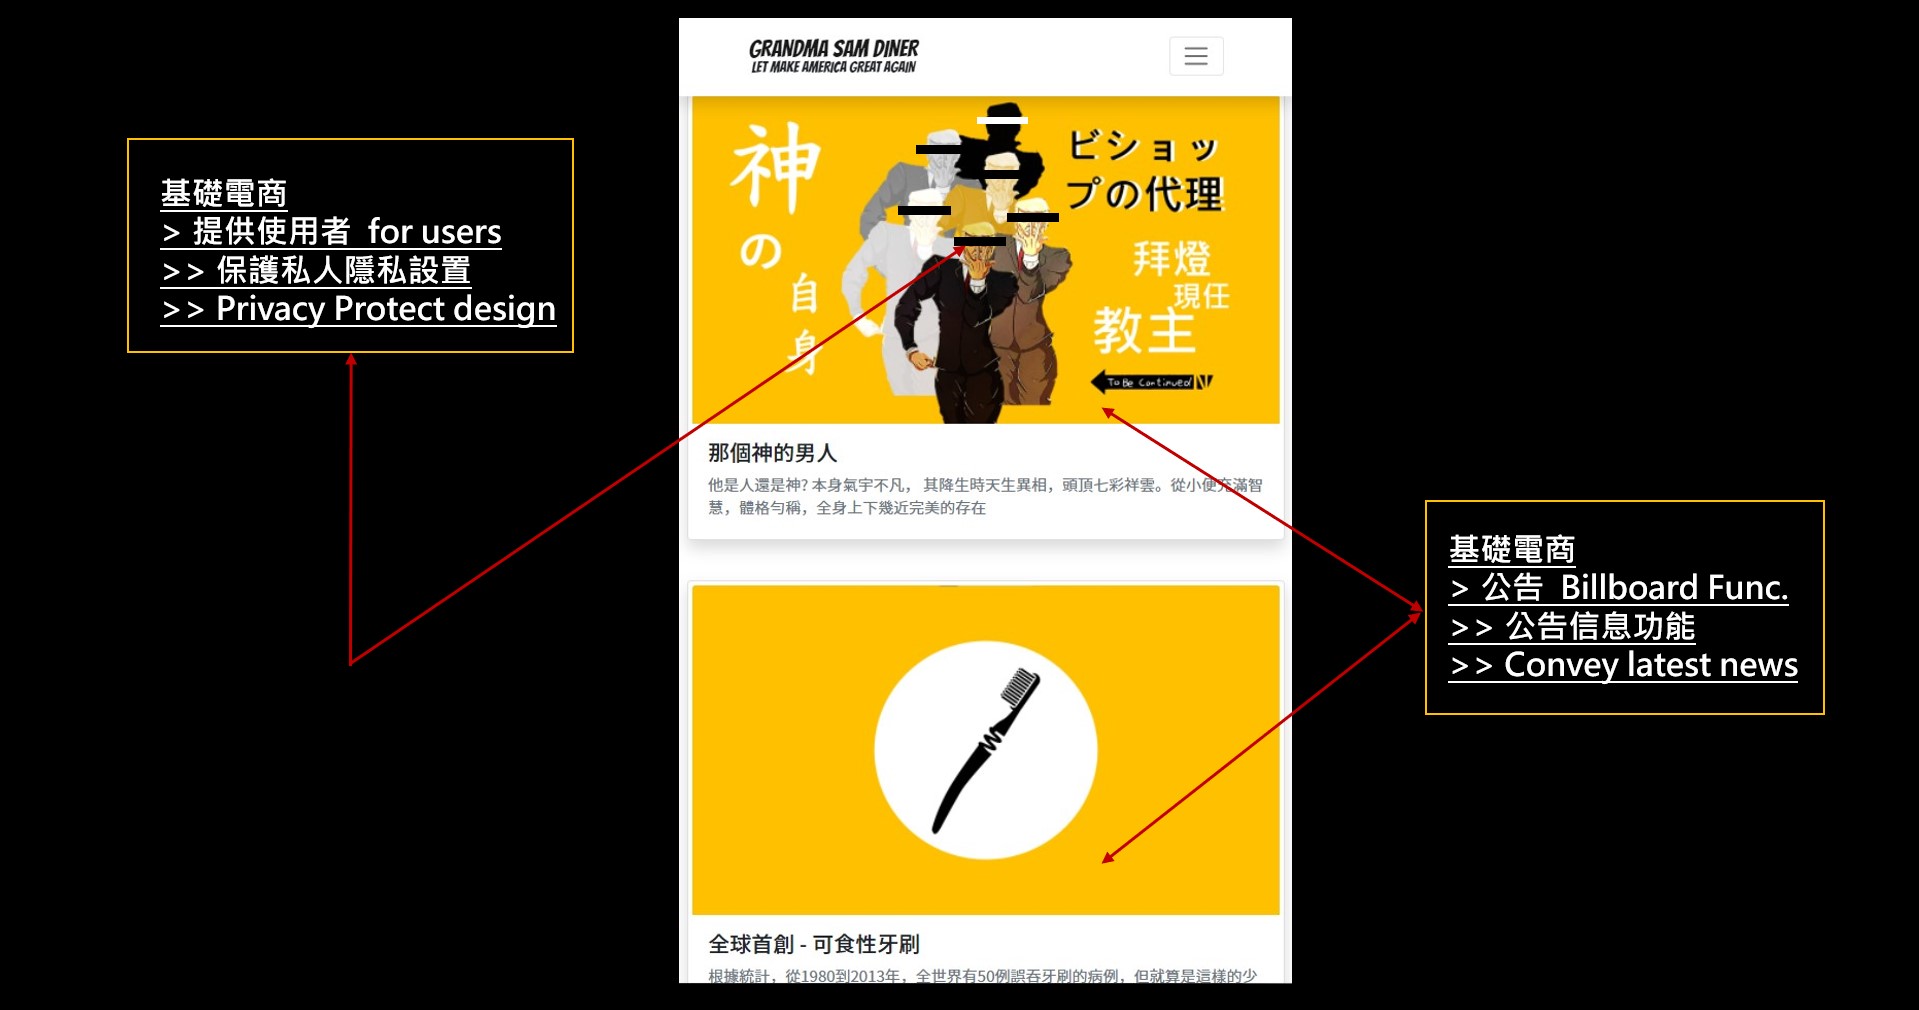 GRANDMA SAM DINER
LET MAKE AMERICA GREAT AGAIN
基礎電商
> 提供使用者 for users
>> 保護私人隱私設置
>> Privacy Protect design
神
の
自
身
ビショッ
プの代理
拜燈
現任
教主
To Be Continued
那個神的男人
他是人還是神? 本身氣宇不凡， 其降生時天生異相，頭頂七彩祥雲。從小便充滿智
慧，體格勻稱，全身上下幾近完美的存在
基礎電商
> 公告 Billboard Func.
>> 公告信息功能
>> Convey latest news
全球首創 - 可食性牙刷
根據統計，從1980到2013年，全世界有50例誤吞牙刷的病例，但就算是這樣的少